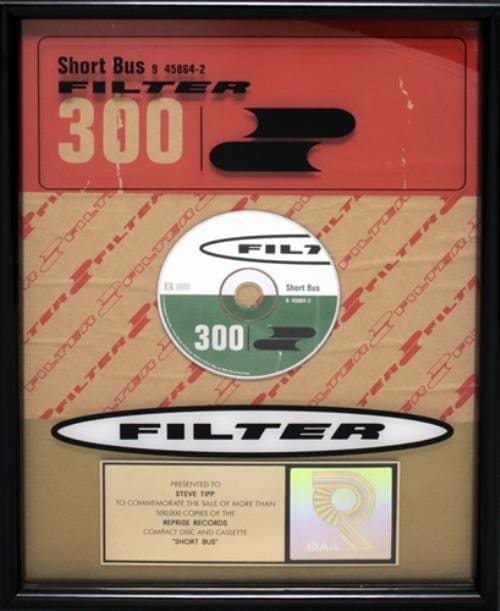 Short Bus 9 45864-2
FILTER
300
FILT
Short Bus
9 45864-2
300
FILTER
PRESENTED TO
STEVE TIPP
TO COMMEMORATE THE SALE OF MORE THAN
500,000 COPIES OF THE
REPRISE RECORDS
COMPACT DISC AND CASSETTE
"SHORT BUS"
RIAA